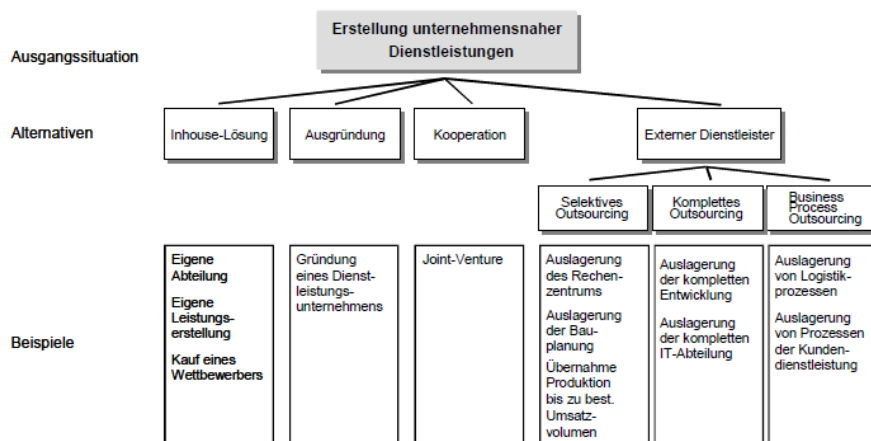 Erstellung unternehmensnaher
Dienstleistungen
Ausgangssituation
Alternativen
Inhouse-Lösung
Ausgründung
Kooperation
Externer Dienstleister
Selektives
Outsourcing
Komplettes
Outsourcing
Business
Process
Outsourcing
Beispiele
Eigene
Abteilung
Eigene
Leistungs-
erstellung
Kauf eines
Wettbewerbers
Gründung
eines Dienst-
leistungs-
unternehmens
Joint-Venture
Auslagerung
des Rechen-
zentrums
Auslagerung
der Bau-
planung
Übernahme
Produktion
bis zu best.
Umsatz-
volumen
Auslagerung
der kompletten
Entwicklung
Auslagerung
der kompletten
IT-Abteilung
Auslagerung
von Logistik-
prozessen
Auslagerung
von Prozessen
der Kunden-
dienstleistung